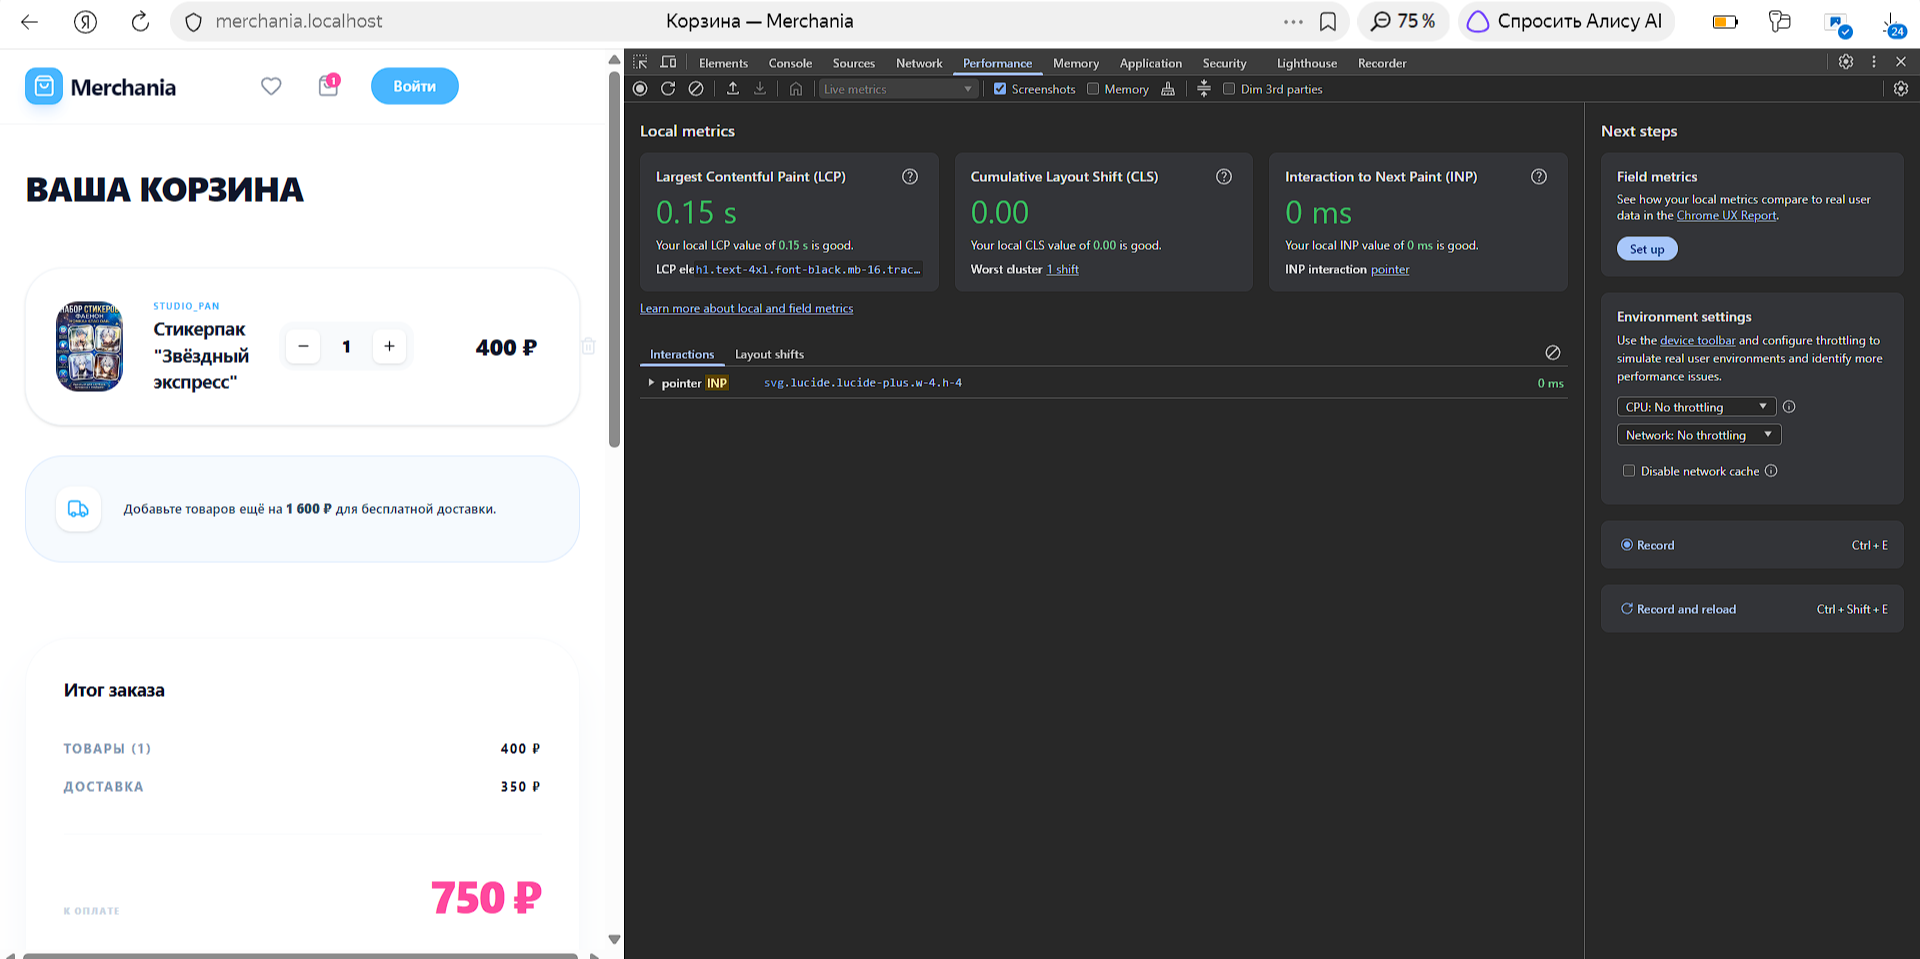 Я
merchania.localhost
Корзина — Merchania
75 %
Спросить Алису AI
24
Merchania
1
Войти
ВАША КОРЗИНА
STUDIO_PAN
Стикерпак
"Звёздный
экспресс"
− 1 +
400 ₽
Добавьте товаров ещё на 1 600 ₽ для бесплатной доставки.
Итог заказа
ТОВАРЫ (1) 400 ₽
ДОСТАВКА 350 ₽
К ОПЛАТЕ 750 ₽
Elements Console Sources Network Performance Memory Application Security Lighthouse Recorder
Live metrics Screenshots Memory Dim 3rd parties
Local metrics
Largest Contentful Paint (LCP)
0.15 s
Your local LCP value of 0.15 s is good.
LCP ele h1.text-4xl.font-black.mb-16.trac…
Cumulative Layout Shift (CLS)
0.00
Your local CLS value of 0.00 is good.
Worst cluster 1 shift
Interaction to Next Paint (INP)
0 ms
Your local INP value of 0 ms is good.
INP interaction pointer
Learn more about local and field metrics
Interactions Layout shifts
pointer INP svg.lucide.lucide-plus.w-4.h-4 0 ms
Next steps
Field metrics
See how your local metrics compare to real user
data in the Chrome UX Report.
Set up
Environment settings
Use the device toolbar and configure throttling to
simulate real user environments and identify more
performance issues.
CPU: No throttling
Network: No throttling
Disable network cache
Record Ctrl + E
Record and reload Ctrl + Shift + E